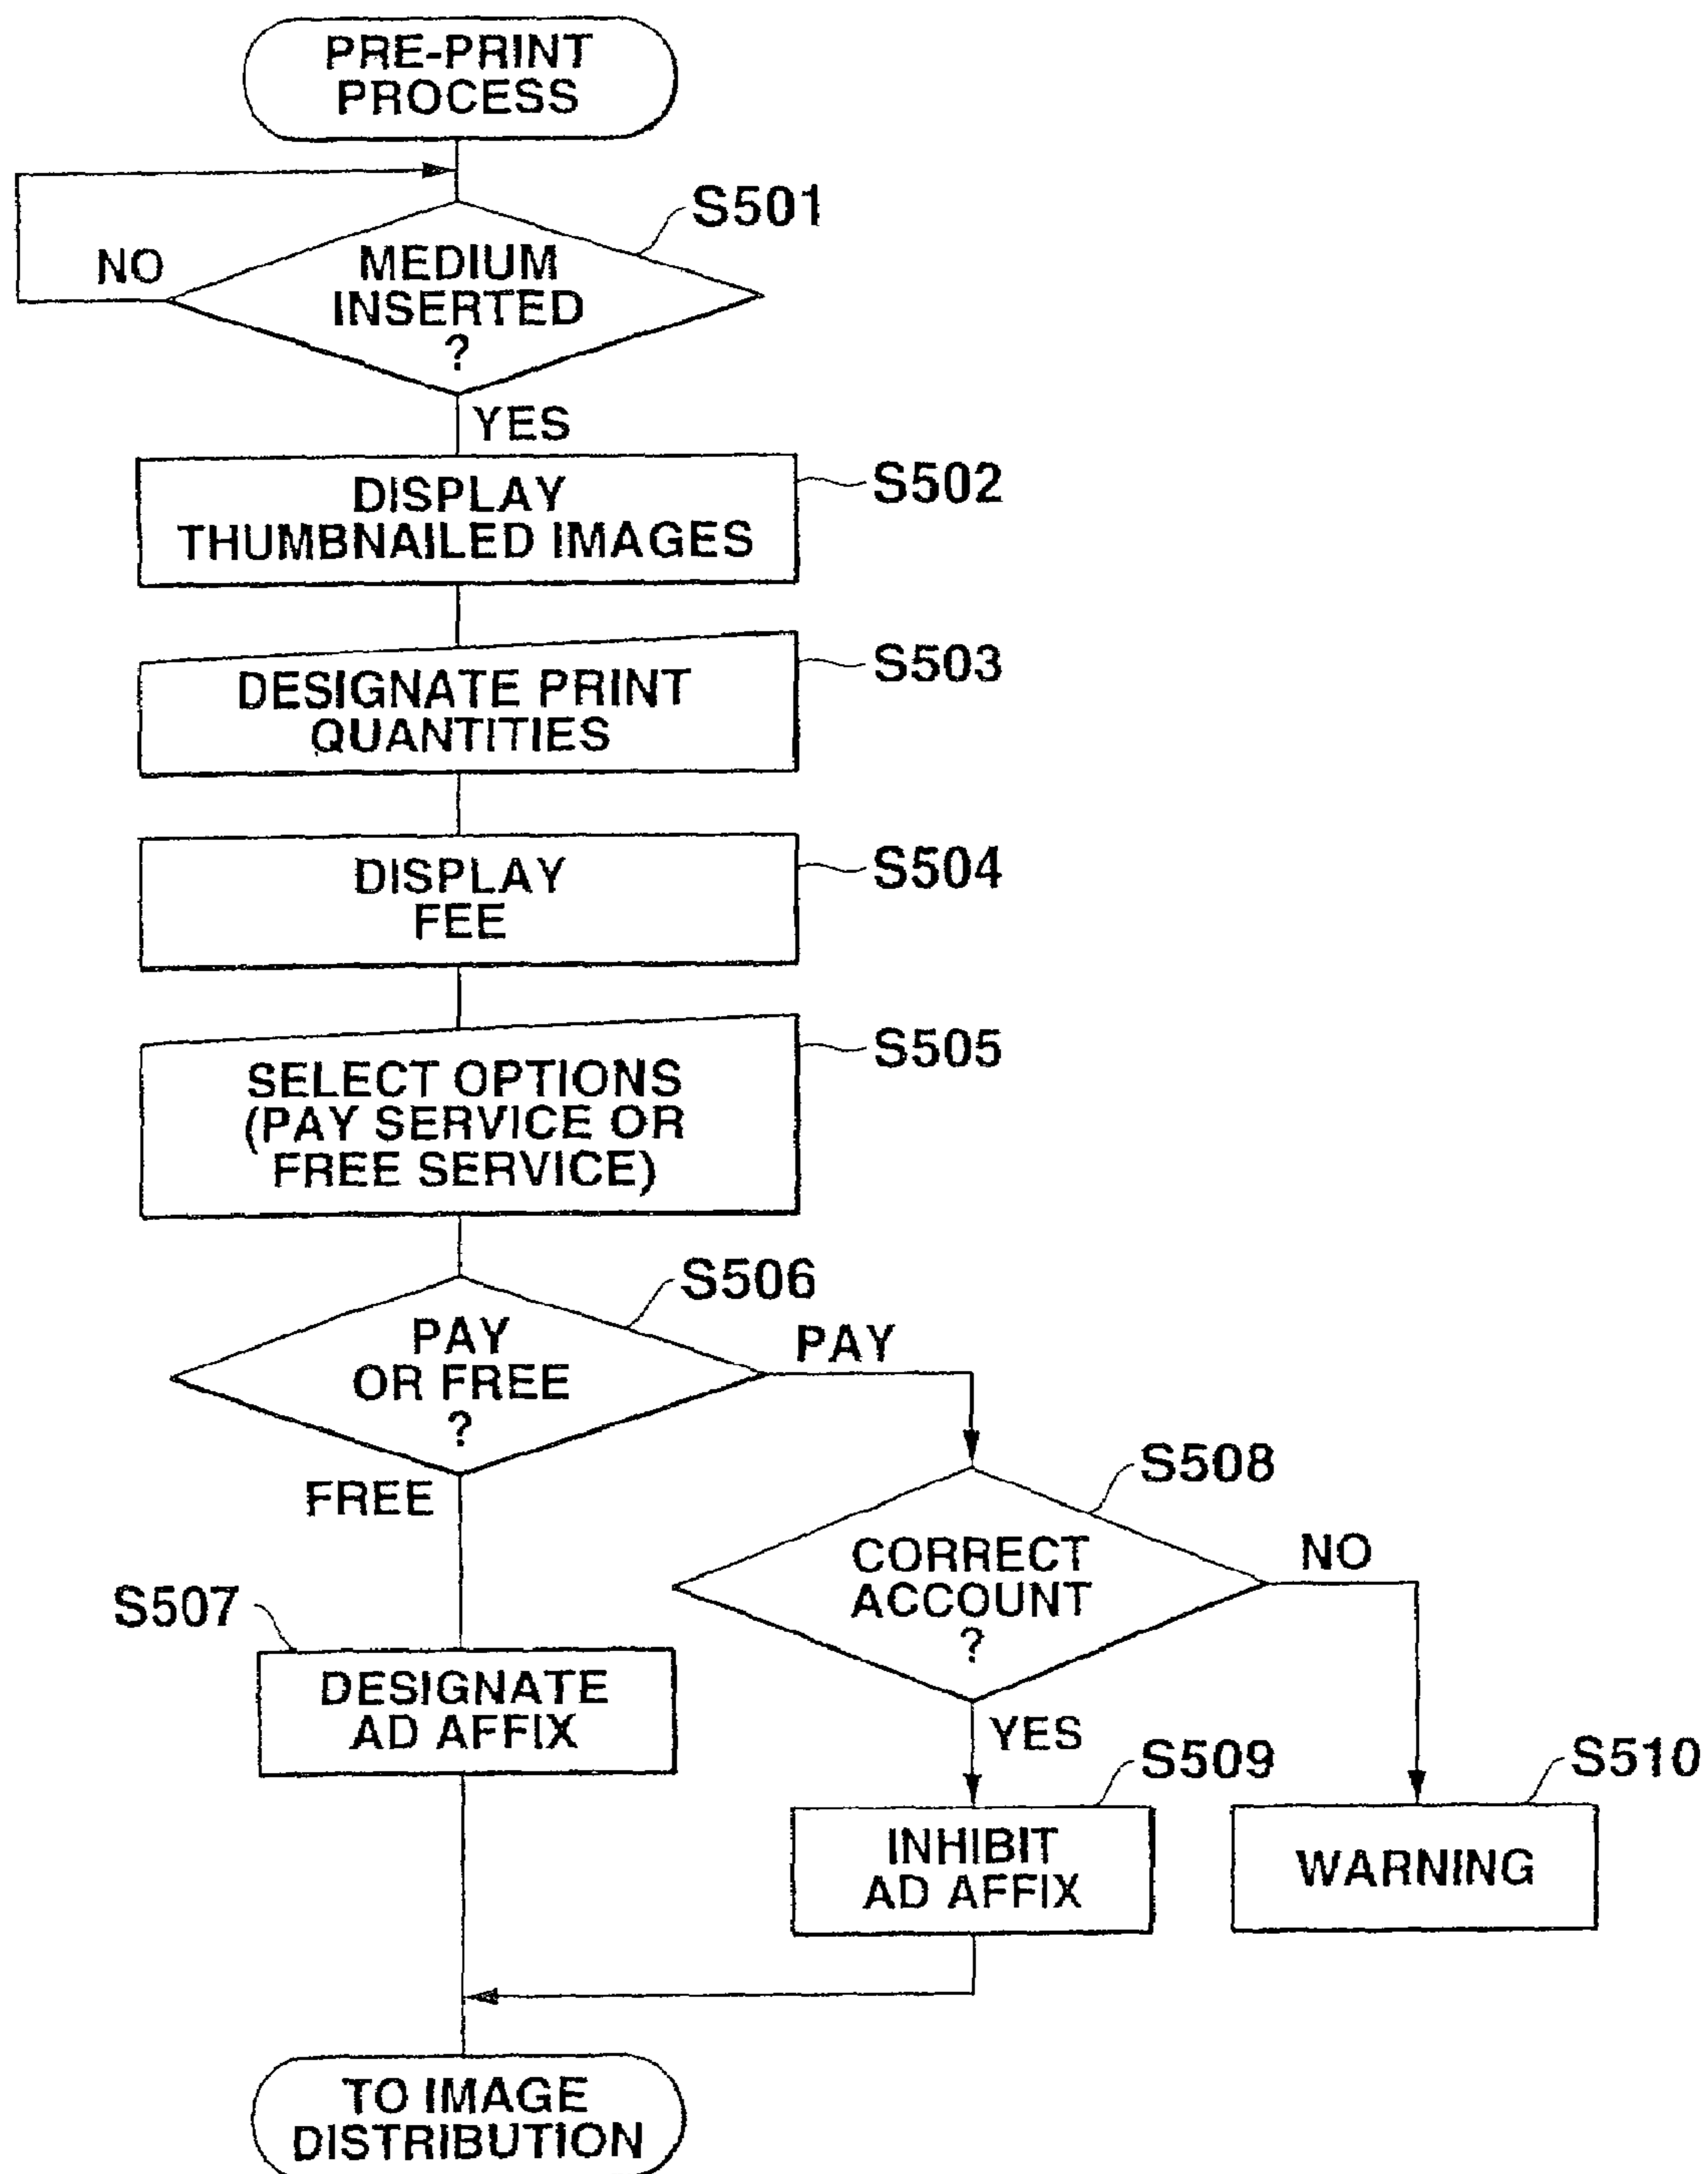 PRE-PRINT
PROCESS
S501
NO
MEDIUM
INSERTED
?
YES
DISPLAY
THUMBNAILED IMAGES
S502
DESIGNATE PRINT
QUANTITIES
S503
DISPLAY
FEE
S504
SELECT OPTIONS
(PAY SERVICE OR
FREE SERVICE)
S505
S506
PAY
OR FREE
?
PAY
FREE
S508
CORRECT
ACCOUNT
?
NO
YES
S507
DESIGNATE
AD AFFIX
S509
INHIBIT
AD AFFIX
S510
WARNING
TO IMAGE
DISTRIBUTION